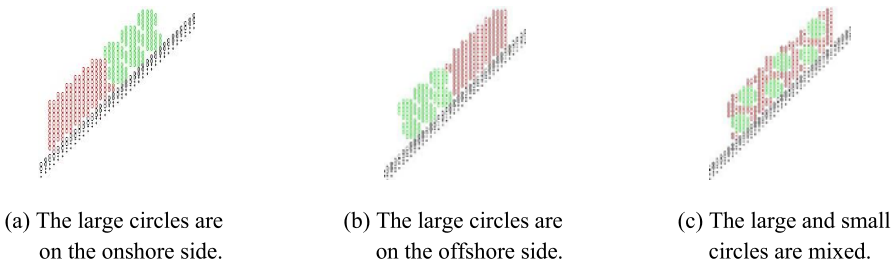 (a) The large circles are
on the onshore side.
(b) The large circles are
on the offshore side.
(c) The large and small
circles are mixed.